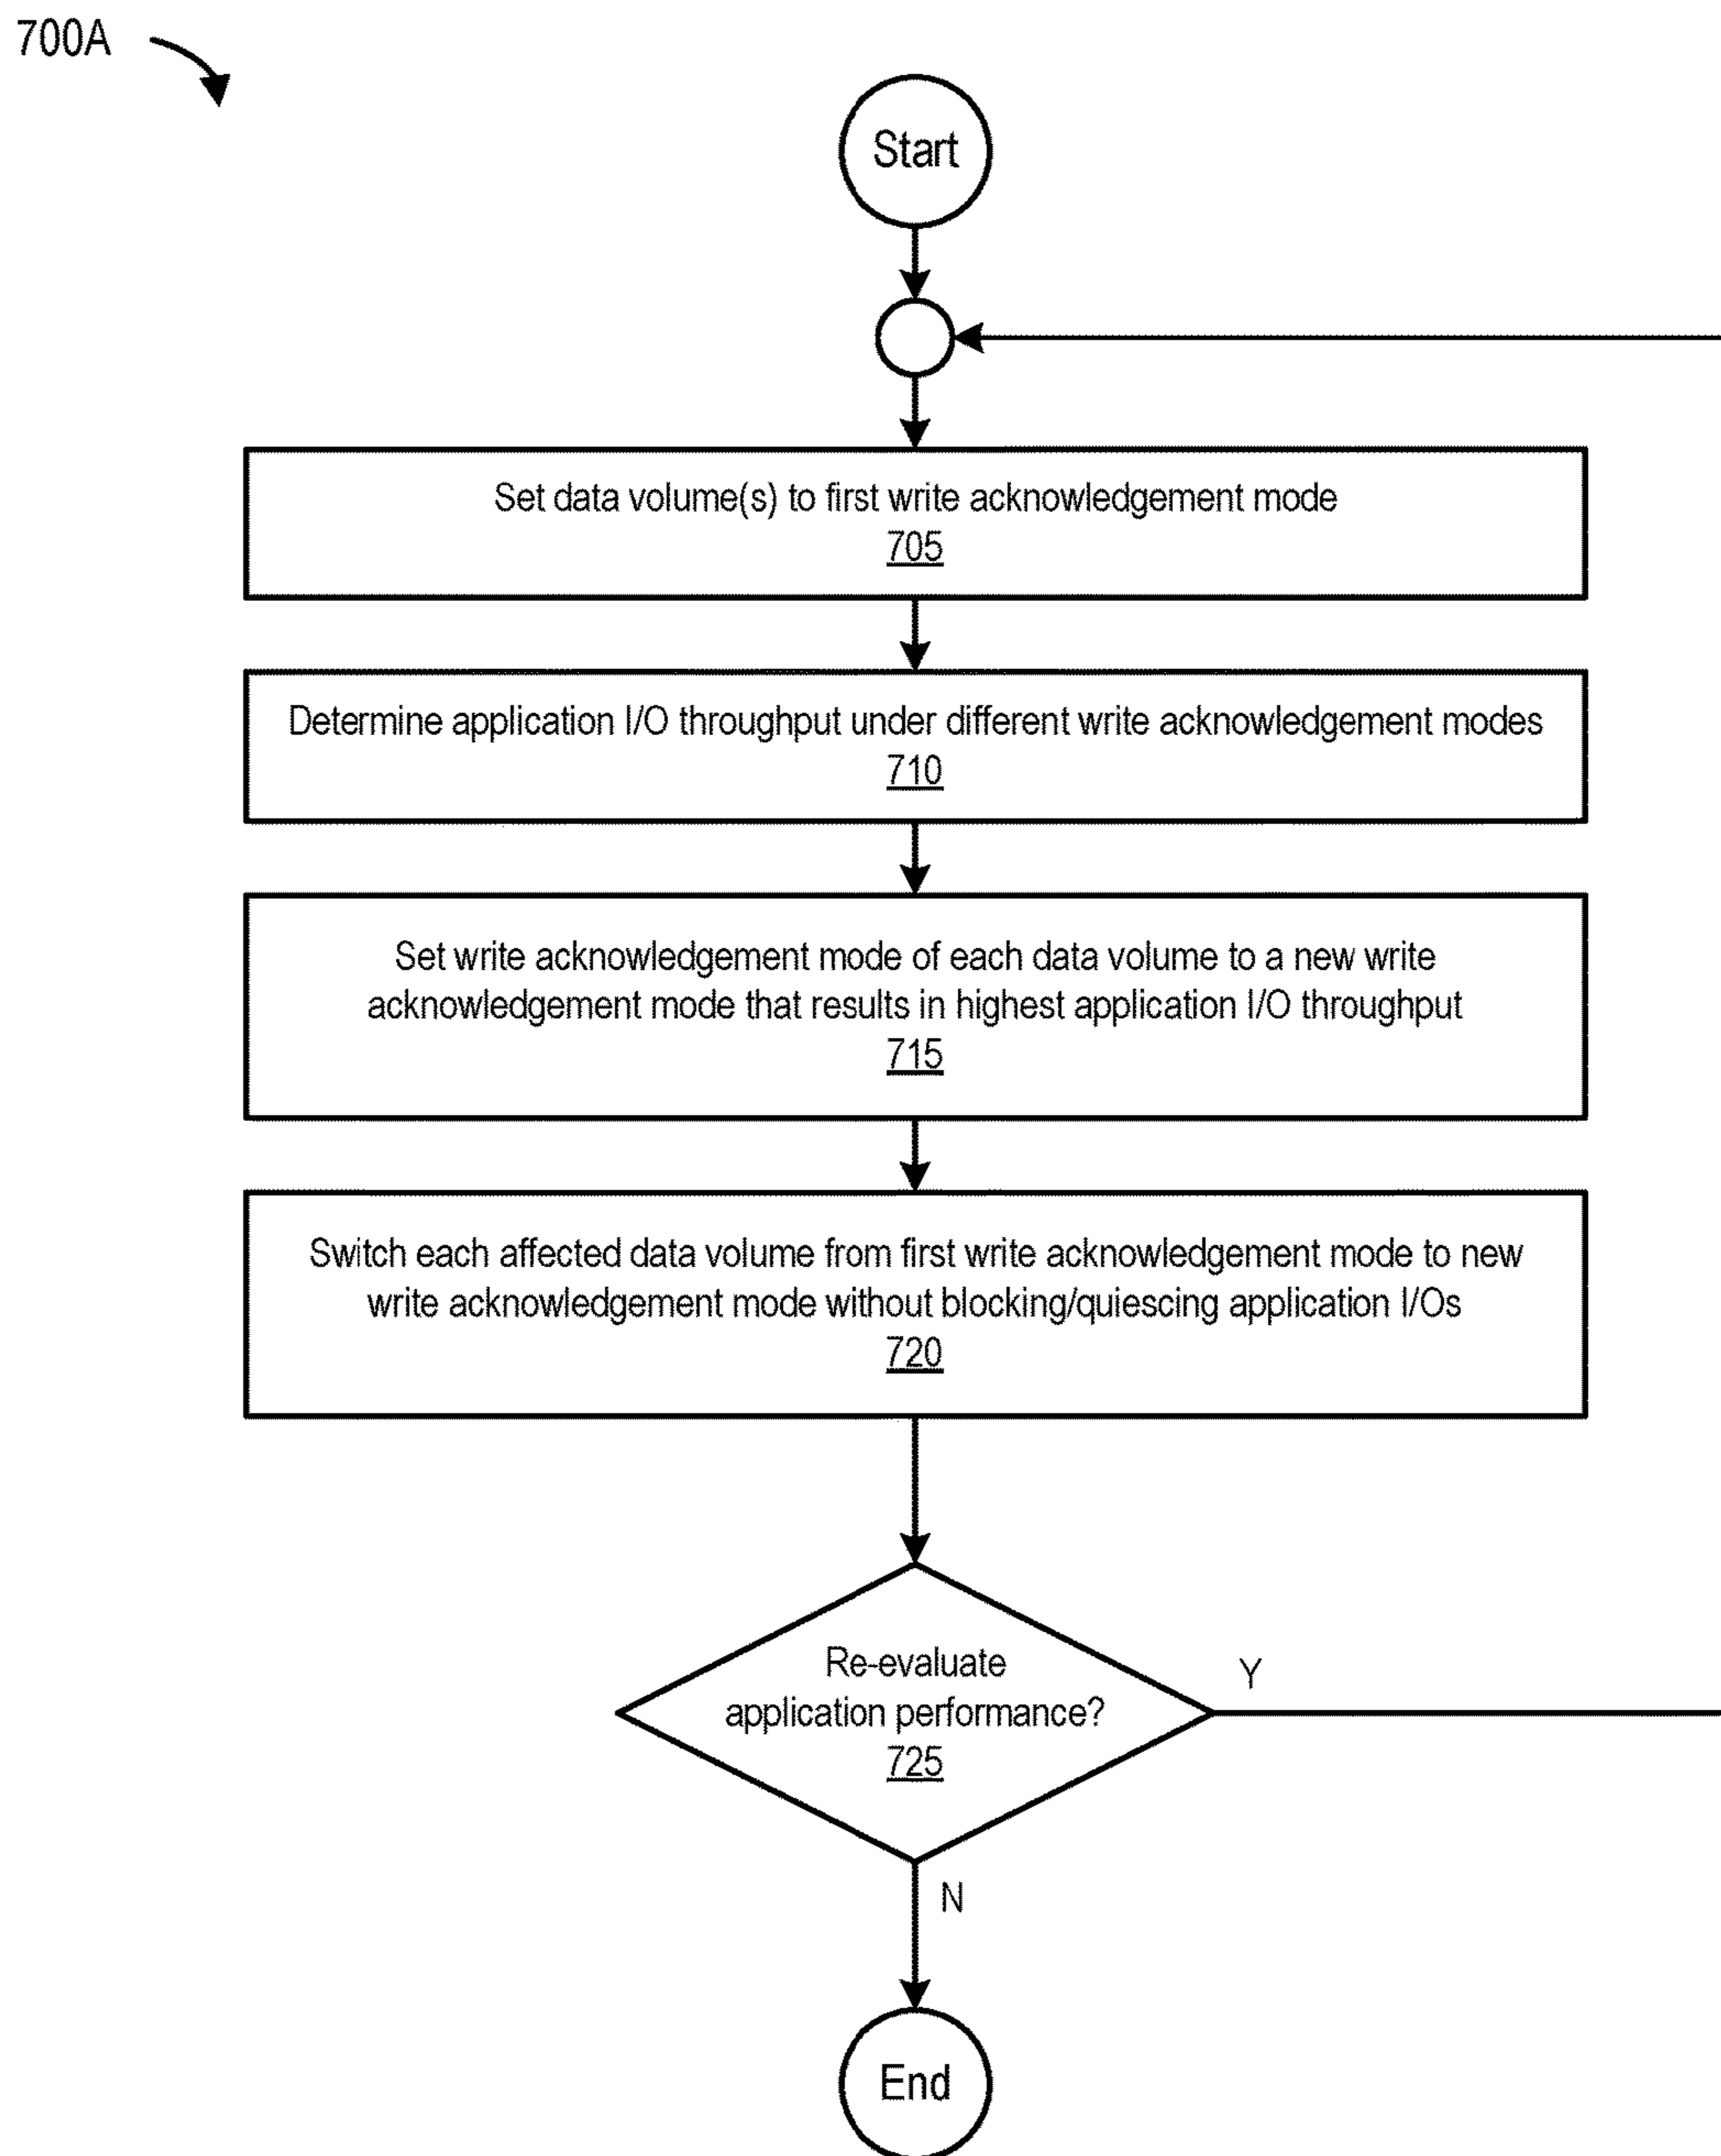 700A
Start
Set data volume(s) to first write acknowledgement mode
705
Determine application I/O throughput under different write acknowledgement modes
710
Set write acknowledgement mode of each data volume to a new write
acknowledgement mode that results in highest application I/O throughput
715
Switch each affected data volume from first write acknowledgement mode to new
write acknowledgement mode without blocking/quiescing application I/Os
720
Re-evaluate
application performance?
725
Y
N
End